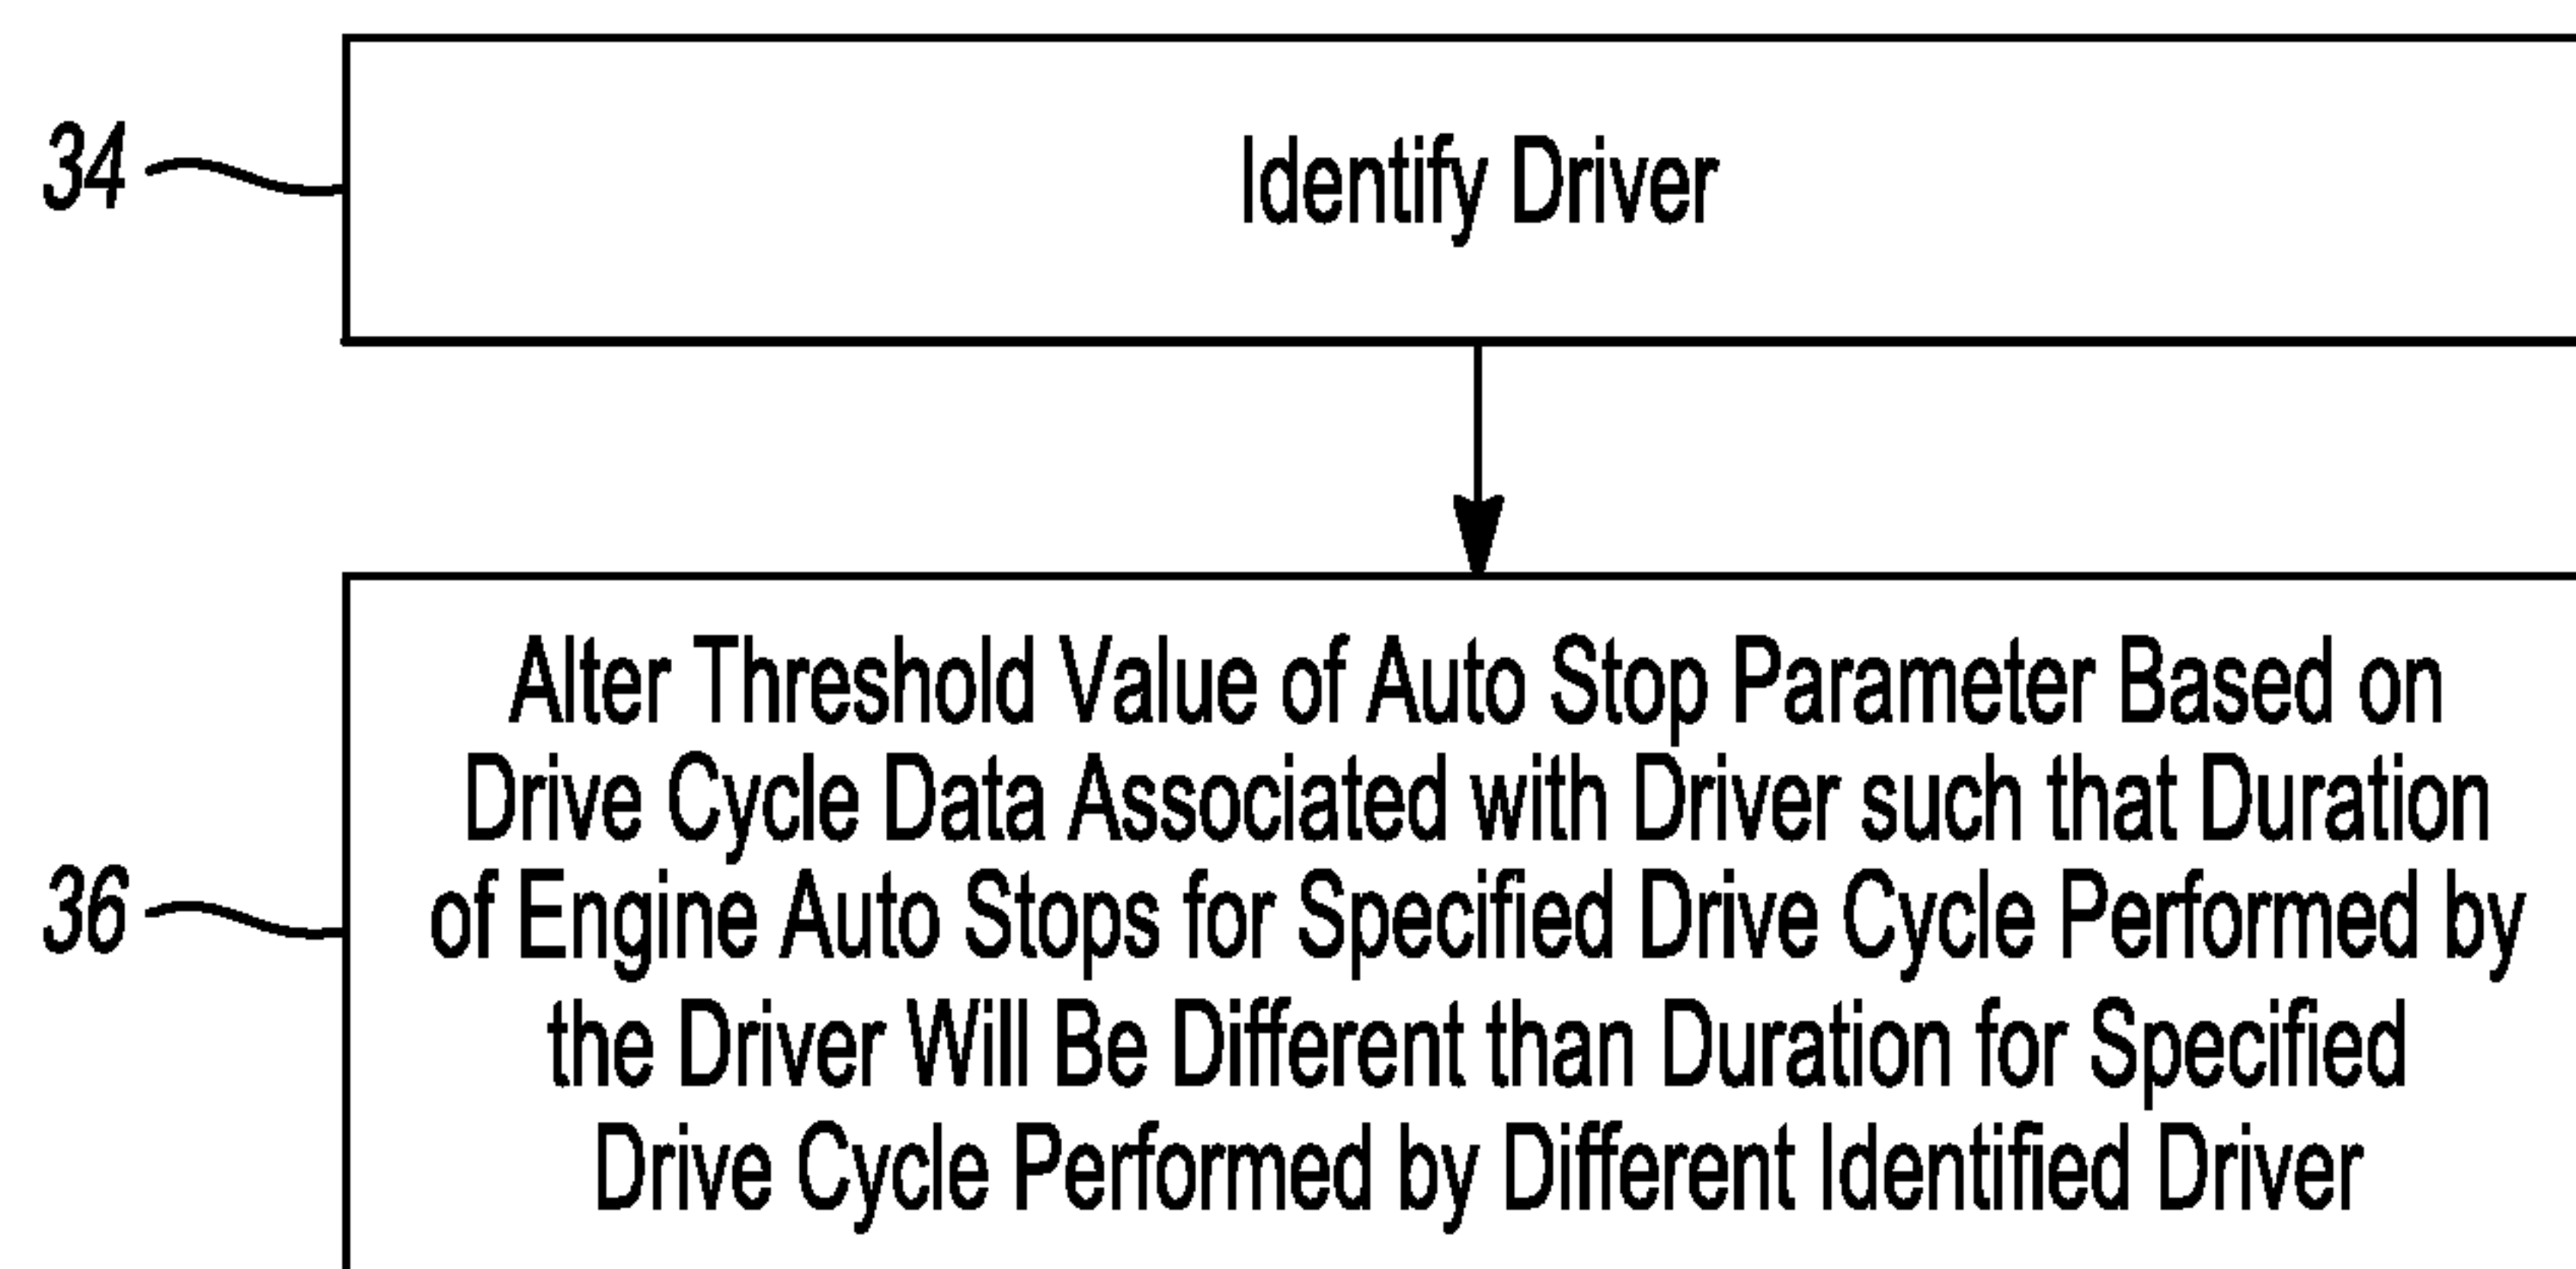 34
Identify Driver
Alter Threshold Value of Auto Stop Parameter Based on
Drive Cycle Data Associated with Driver such that Duration
of Engine Auto Stops for Specified Drive Cycle Performed by
36
the Driver Will Be Different than Duration for Specified
Drive Cycle Performed by Different Identified Driver